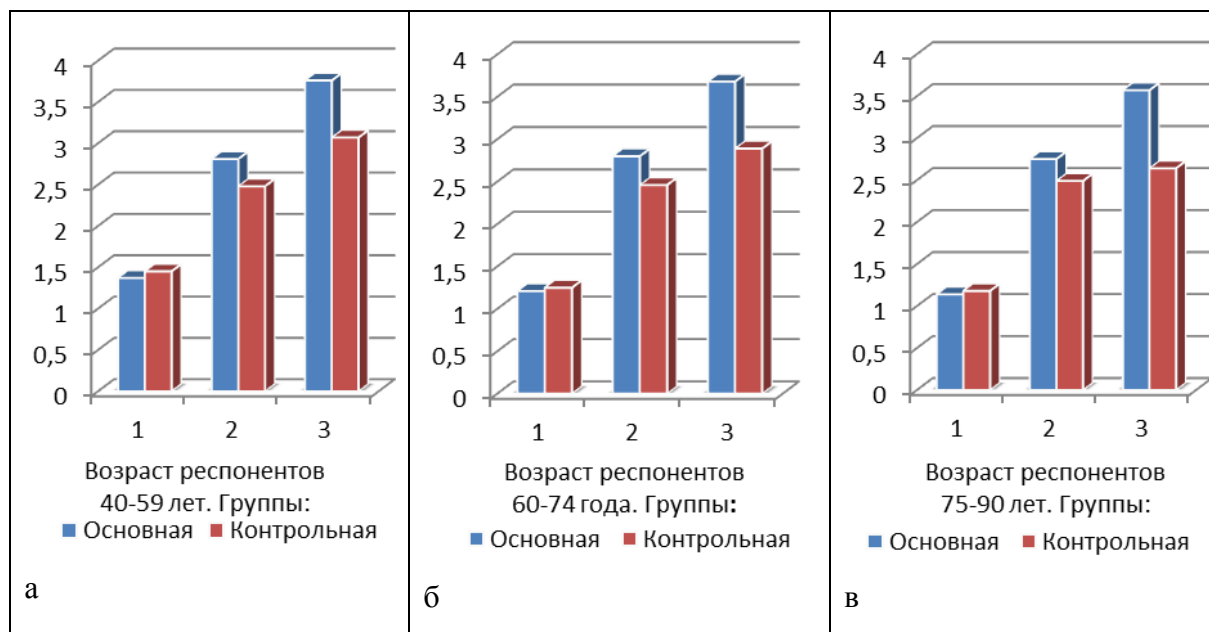 4
3,5
3
2,5
2
1,5
1
0,5
0
1 2 3
Возраст респонентов
40-59 лет. Группы:
Основная Контрольная
а
4
3,5
3
2,5
2
1,5
1
0,5
0
1 2 3
Возраст респонентов
60-74 года. Группы:
Основная Контрольная
б
4
3,5
3
2,5
2
1,5
1
0,5
0
1 2 3
Возраст респонентов
75-90 лет. Группы:
Основная Контрольная
в